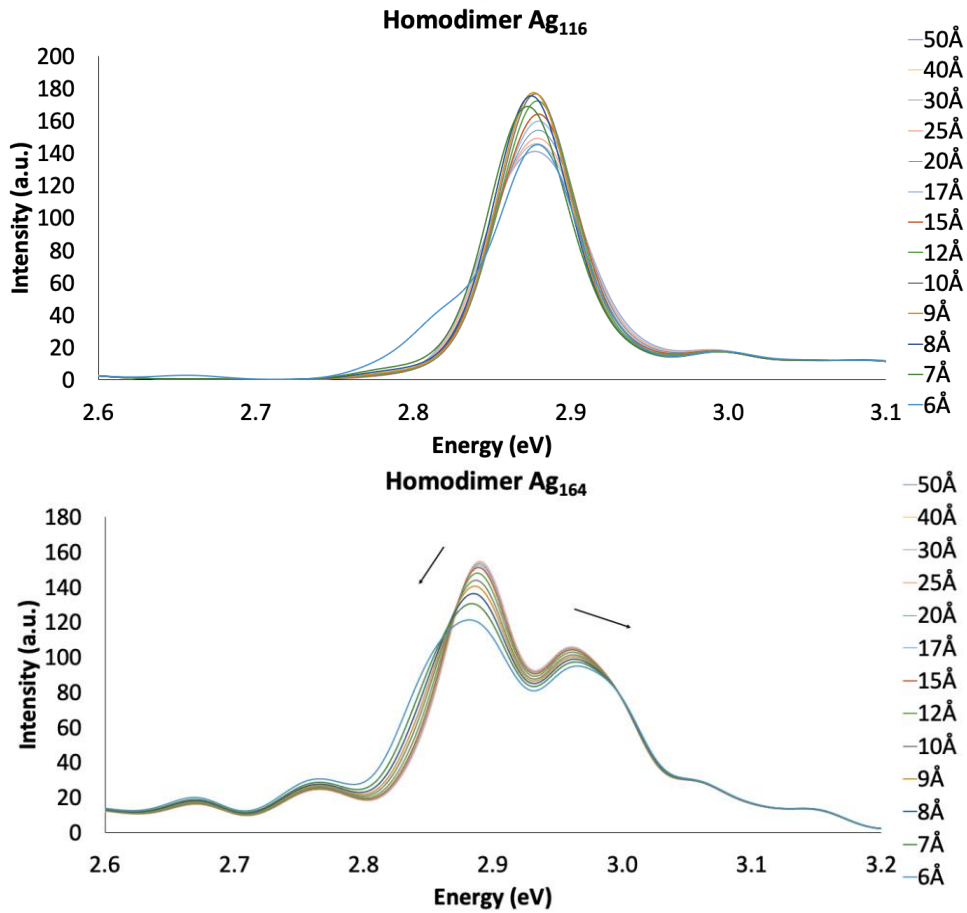 Homodimer Ag116
200
180
160
140
120
100
80
60
40
20
0
Intensity (a.u.)
2.6 2.7 2.8 2.9 3.0 3.1
Energy (eV)
50Å
40Å
30Å
25Å
20Å
17Å
15Å
12Å
10Å
9Å
8Å
7Å
6Å
Homodimer Ag164
180
160
140
120
100
80
60
40
20
0
Intensity (a.u.)
2.6 2.7 2.8 2.9 3.0 3.1 3.2
Energy (eV)
50Å
40Å
30Å
25Å
20Å
17Å
15Å
12Å
10Å
9Å
8Å
7Å
6Å